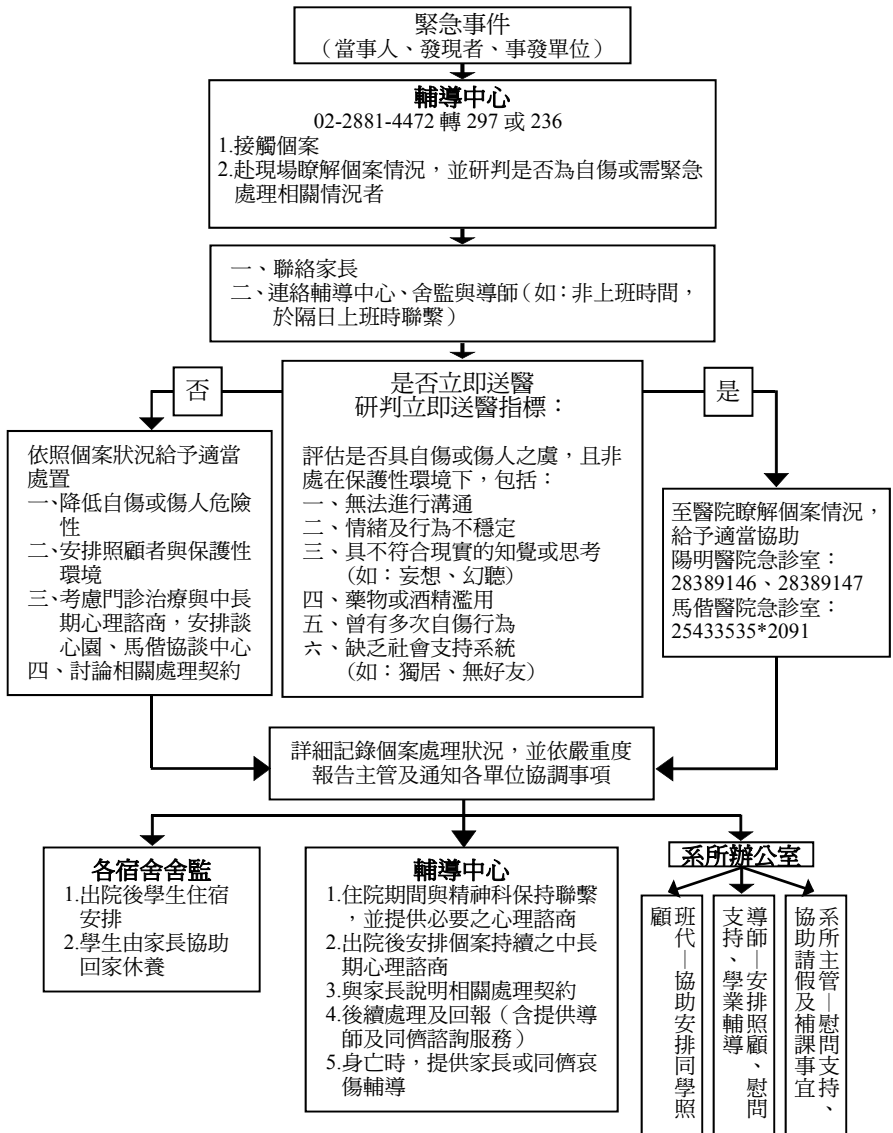 緊急事件
（當事人、發現者、事發單位）
輔導中心
02-2881-4472 轉 297 或 236
1.接觸個案
2.赴現場瞭解個案情況，並研判是否為自傷或需緊急
處理相關情況者
一、聯絡家長
二、連絡輔導中心、舍監與導師（如：非上班時間，
於隔日上班時聯繫）
否
是否立即送醫
研判立即送醫指標：
評估是否具自傷或傷人之虞，且非
處在保護性環境下，包括：
一、無法進行溝通
二、情緒及行為不穩定
三、具不符合現實的知覺或思考
(如：妄想、幻聽)
四、藥物或酒精濫用
五、曾有多次自傷行為
六、缺乏社會支持系統
(如：獨居、無好友)
是
依照個案狀況給予適當
處置
一、降低自傷或傷人危險
性
二、安排照顧者與保護性
環境
三、考慮門診治療與中長
期心理諮商，安排談
心園、馬偕協談中心
四、討論相關處理契約
至醫院瞭解個案情況，
給予適當協助
陽明醫院急診室：
28389146、28389147
馬偕醫院急診室：
25433535*2091
詳細記錄個案處理狀況，並依嚴重度
報告主管及通知各單位協調事項
各宿舍舍監
1.出院後學生住宿
安排
2.學生由家長協助
回家休養
輔導中心
1.住院期間與精神科保持聯繫
，並提供必要之心理諮商
2.出院後安排個案持續之中長
期心理諮商
3.與家長說明相關處理契約
4.後續處理及回報（含提供導
師及同儕諮詢服務）
5.身亡時，提供家長或同儕哀
傷輔導
系所辦公室
班代—協助安排同學照
顧
導師—安排照顧、慰問
支持、學業輔導
系所主管—慰問支持、
協助請假及補課事宜